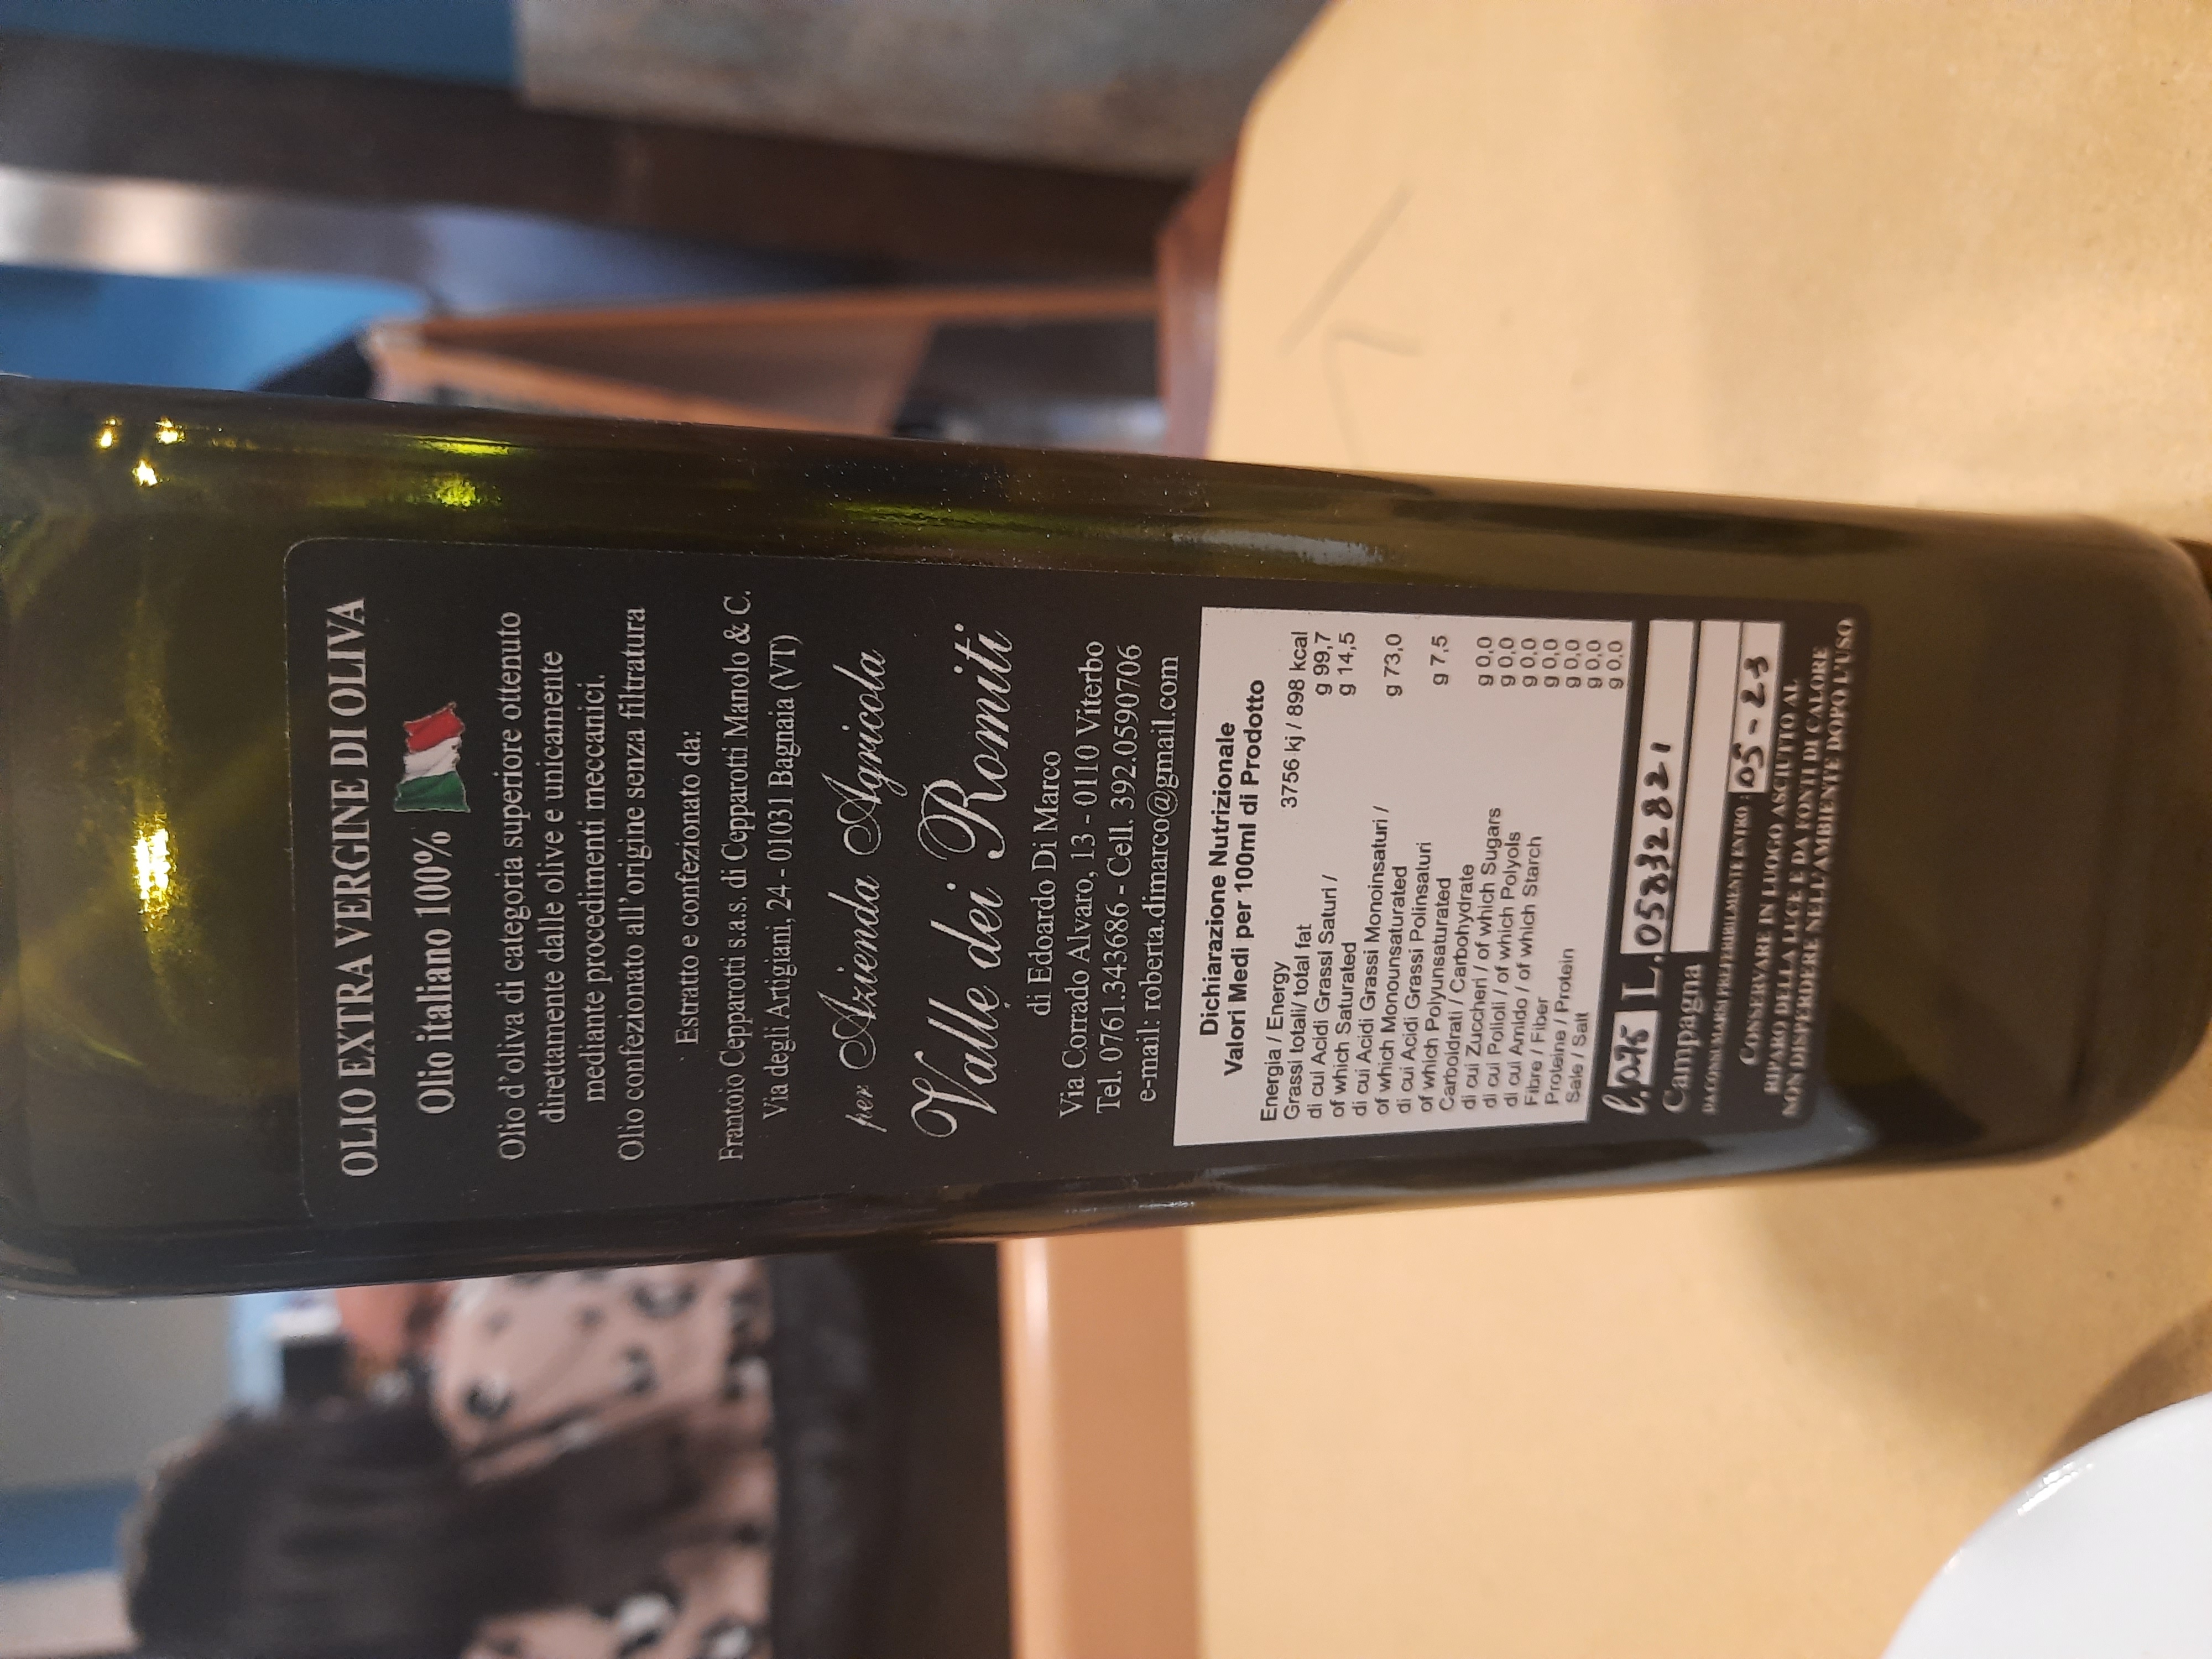 OLIO EXTRA VERGINE DI OLIVA
Olio italiano 100%
Olio d'oliva di categoria superiore ottenuto
direttamente dalle olive e unicamente
mediante procedimenti meccanici.
Olio confezionato all'origine senza filtratura
Estratto e confezionato da:
Frantoio Cepparotti s.a.s. di Cepparotti Manolo & C.
Via degli Artigiani, 24 - 01031 Bagnaia (VT)
per Azienda Agricola
Valle dei Romiti
di Edoardo Di Marco
Via Corrado Alvaro, 13 - 0110 Viterbo
Tel. 0761.343686 - Cell. 392.0590706
e-mail: roberta.dimarco@gmail.com
Dichiarazione Nutrizionale
Valori Medi per 100ml di Prodotto
Energia / Energy 3756 kj / 898 kcal
Grassi totali/ total fat g 99,7
di cui Acidi Grassi Saturi / g 14,5
of which Saturated
di cui Acidi Grassi Monoinsaturi / g 73,0
of which Monounsaturated
di cui Acidi Grassi Polinsaturi g 7,5
of which Polyunsaturated
Carboidrati / Carbohydrate g 0,0
di cui Zuccheri / of which Sugars g 0,0
di cui Polioli / of which Polyols g 0,0
di cui Amido / of which Starch g 0,0
Fibre / Fiber g 0,0
Proteine / Protein g 0,0
Sale / Salt g 0,0
l. 0,75 L. 05832821
Campagna
DA CONSUMARSI PREFERIBILMENTE ENTRO : 05-23
CONSERVARE IN LUOGO ASCIUTTO AL
RIPARO DELLA LUCE E DA FONTI DI CALORE
NON DISPERDERE NELL'AMBIENTE DOPO L'USO